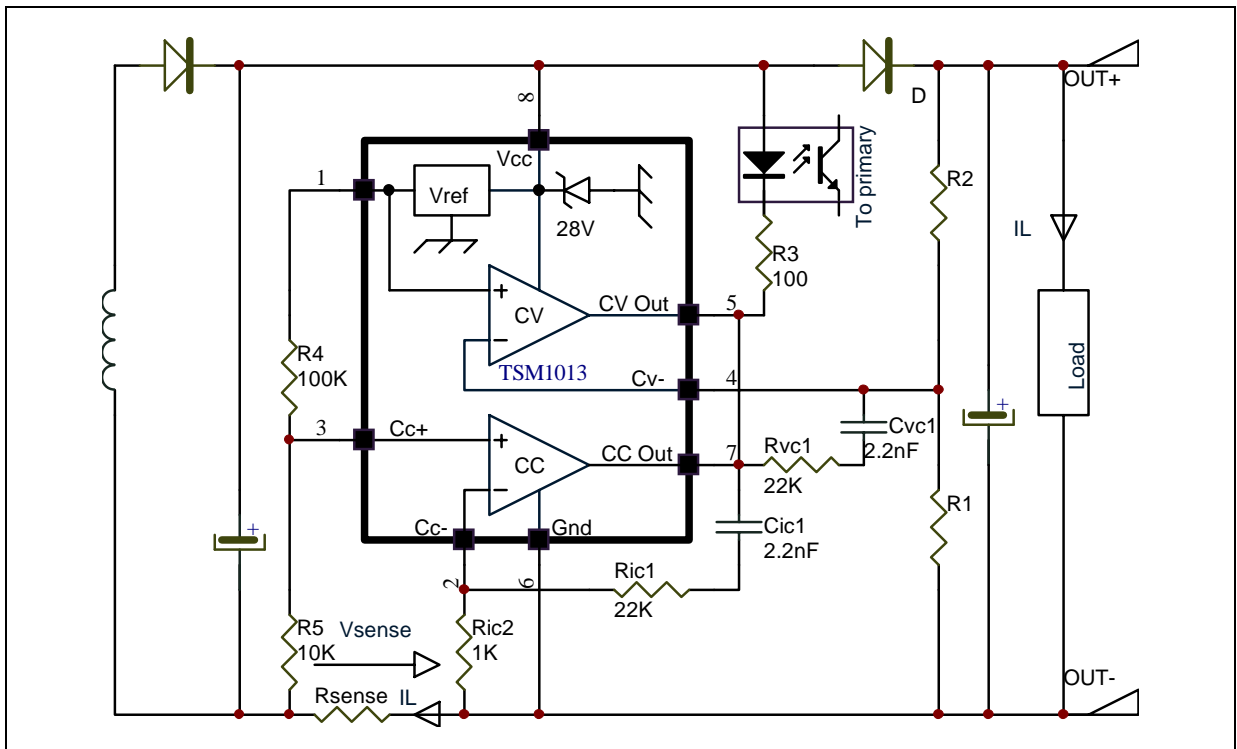 OUT+
D
8
Vcc
1
Vref
28V
To primary
R2
IL
R3
100
+
CV
−
CV Out
5
R4
100K
TSM1013
Cv-
4
Load
+
3
Cc+
+
CC
−
CC Out
7
Rvc1
22K
Cvc1
2.2nF
R1
+
Cc-
Gnd
Cic1
2.2nF
2
6
Ric1
22K
R5
10K
Vsense
Ric2
1K
Rsense
IL
OUT-